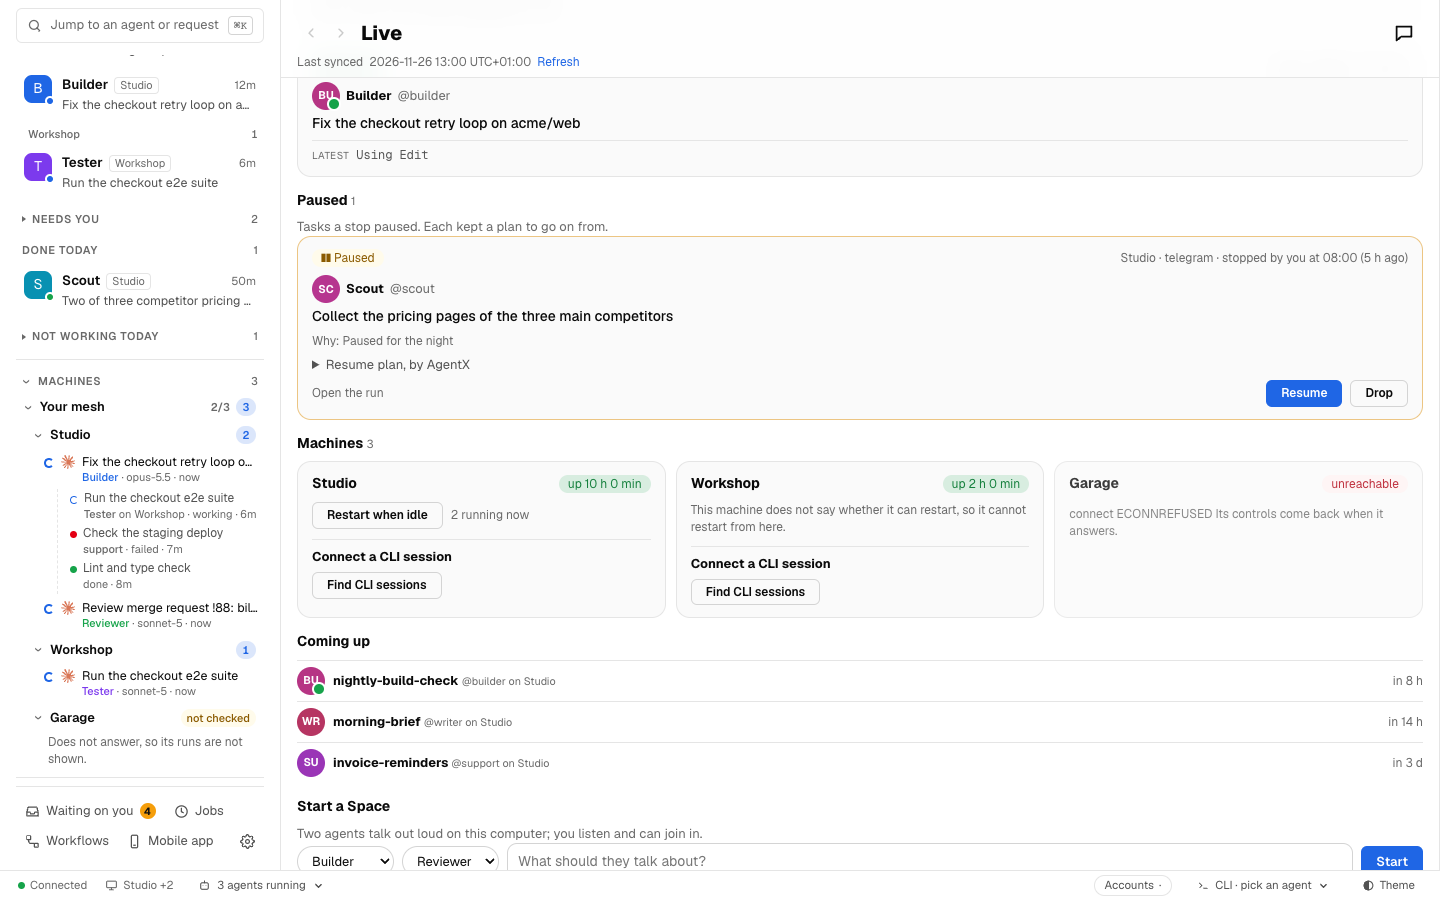 Jump to an agent or request ⌘K
B Builder Studio 12m
Fix the checkout retry loop on a…
Workshop 1
T Tester Workshop 6m
Run the checkout e2e suite
NEEDS YOU 2
DONE TODAY 1
S Scout Studio 50m
Two of three competitor pricing …
NOT WORKING TODAY 1
MACHINES 3
Your mesh 2/3 3
Studio 2
Fix the checkout retry loop o…
Builder · opus-5.5 · now
Run the checkout e2e suite
Tester on Workshop · working · 6m
Check the staging deploy
support · failed · 7m
Lint and type check
done · 8m
Review merge request !88: bil…
Reviewer · sonnet-5 · now
Workshop 1
Run the checkout e2e suite
Tester · sonnet-5 · now
Garage not checked
Does not answer, so its runs are not
shown.
Waiting on you 4 Jobs
Workflows Mobile app
Live
Last synced 2026-11-26 13:00 UTC+01:00 Refresh
BU Builder @builder
Fix the checkout retry loop on acme/web
LATEST Using Edit
Paused 1
Tasks a stop paused. Each kept a plan to go on from.
Paused Studio · telegram · stopped by you at 08:00 (5 h ago)
SC Scout @scout
Collect the pricing pages of the three main competitors
Why: Paused for the night
Resume plan, by AgentX
Open the run Resume Drop
Machines 3
Studio up 10 h 0 min
Restart when idle 2 running now
Connect a CLI session
Find CLI sessions
Workshop up 2 h 0 min
This machine does not say whether it can restart, so it cannot
restart from here.
Connect a CLI session
Find CLI sessions
Garage unreachable
connect ECONNREFUSED Its controls come back when it
answers.
Coming up
BU nightly-build-check @builder on Studio in 8 h
WR morning-brief @writer on Studio in 14 h
SU invoice-reminders @support on Studio in 3 d
Start a Space
Two agents talk out loud on this computer; you listen and can join in.
Builder Reviewer What should they talk about? Start
Connected Studio +2 3 agents running Accounts · CLI · pick an agent Theme